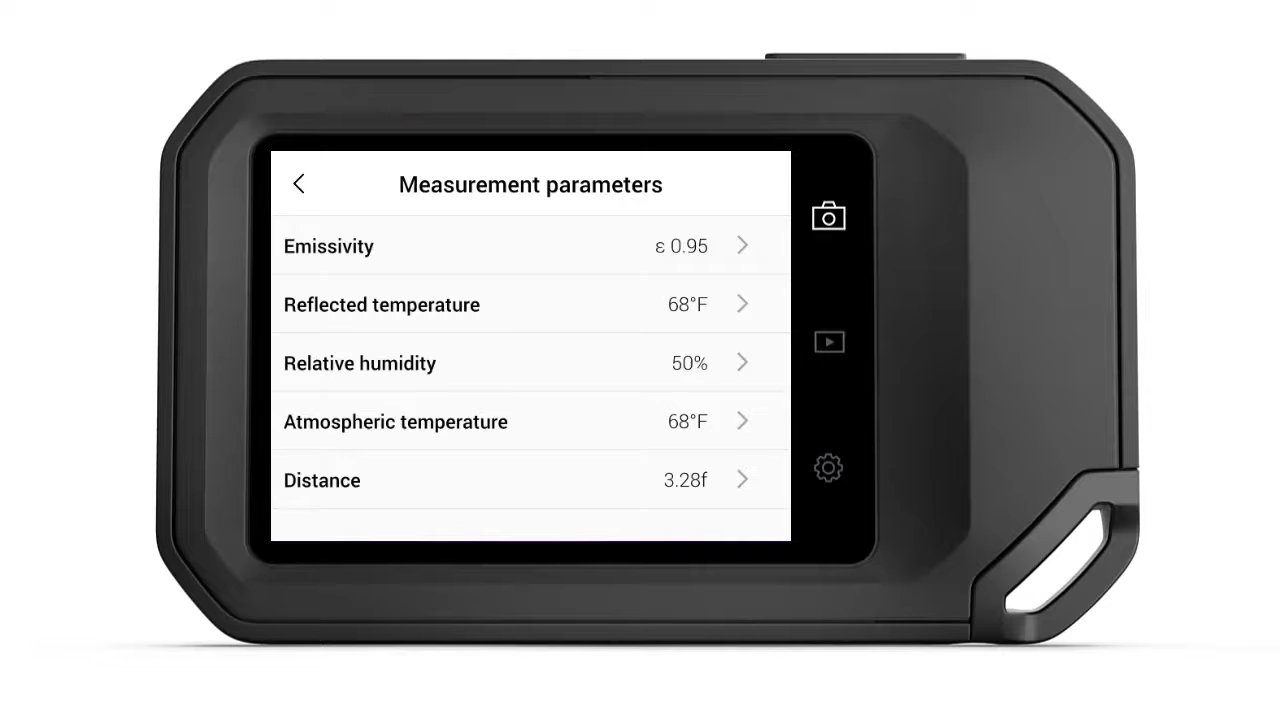 Measurement parameters
Emissivity ε 0.95
Reflected temperature 68°F
Relative humidity 50%
Atmospheric temperature 68°F
Distance 3.28f